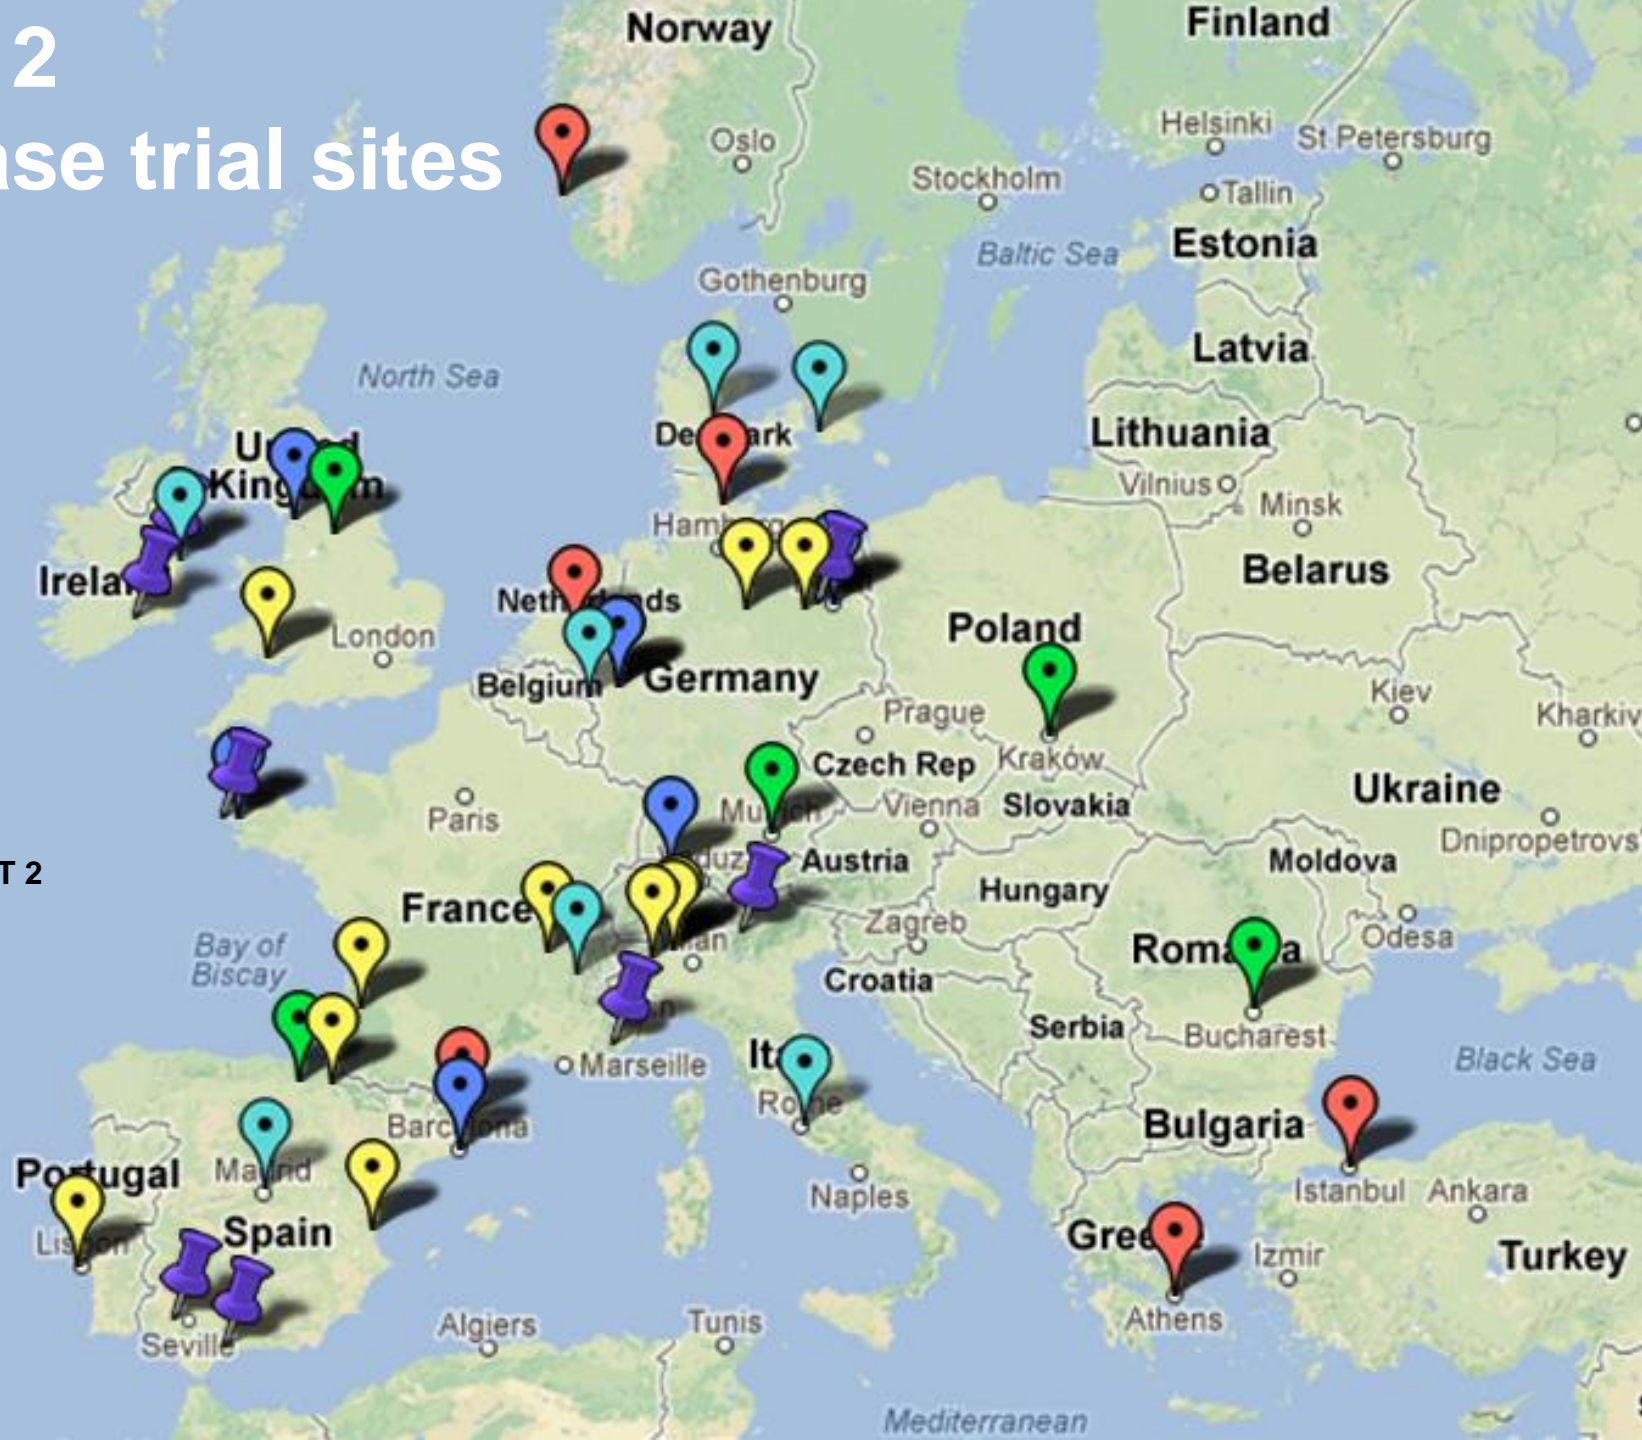 2
ase trial sites
Norway
Finland
Oslo
Helsinki
St Petersburg
Stockholm
Tallin
Estonia
Baltic Sea
Gothenburg
Latvia
North Sea
Lithuania
Vilnius
Minsk
Belarus
Ireland
London
Belgium
Germany
Poland
Prague
Czech Rep
Kraków
Kiev
Kharkiv
Paris
Vienna
Slovakia
Ukraine
Dnipropetrovs
T 2
Austria
Moldova
Hungary
France
Zagreb
Odesa
Bay of
Biscay
Croatia
Serbia
Bucharest
Marseille
Black Sea
Bulgaria
Portugal
Naples
Istanbul
Ankara
Spain
Izmir
Turkey
Athens
Seville
Algiers
Tunis
Mediterranean